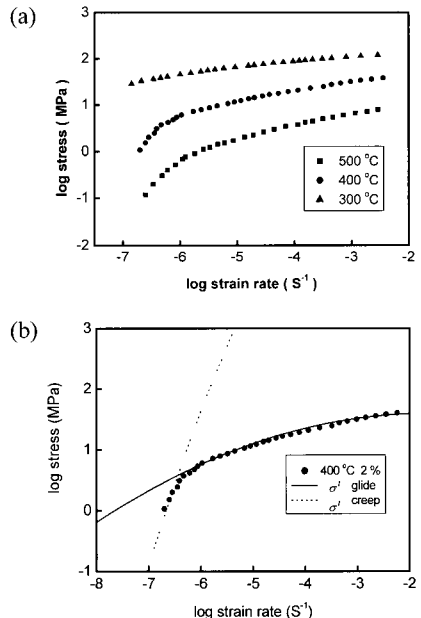 (a)
3
2
1
0
-1
2
log stress ( MPa)
500 °C
400 °C
300 °C
-7 -6 -5 -4 -3 -2
log strain rate ( S⁻¹)
(b)
3
2
1
0
-1
log stress (MPa)
400 °C 2 %
σᴵ glide
σᴵ creep
-8 -7 -6 -5 -4 -3 -2
log strain rate (S⁻¹)